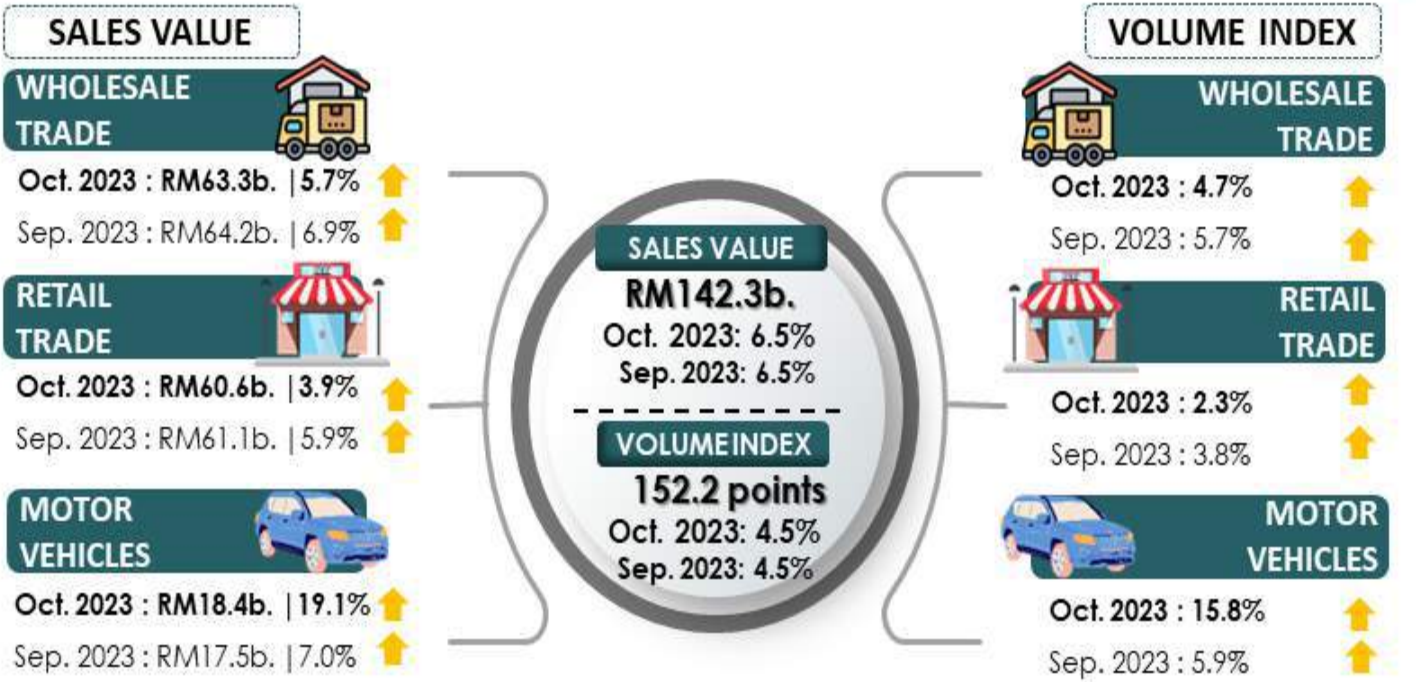 SALES VALUE
WHOLESALE
TRADE
Oct. 2023 : RM63.3b. |5.7%
Sep. 2023 : RM64.2b. |6.9%
RETAIL
TRADE
Oct. 2023 : RM60.6b. |3.9%
Sep. 2023 : RM61.1b. |5.9%
MOTOR
VEHICLES
Oct. 2023 : RM18.4b. |19.1%
Sep. 2023 : RM17.5b. |7.0%
SALES VALUE
RM142.3b.
Oct. 2023: 6.5%
Sep. 2023: 6.5%
VOLUME INDEX
152.2 points
Oct. 2023: 4.5%
Sep. 2023: 4.5%
VOLUME INDEX
WHOLESALE
TRADE
Oct. 2023 : 4.7%
Sep. 2023 : 5.7%
RETAIL
TRADE
Oct. 2023 : 2.3%
Sep. 2023 : 3.8%
MOTOR
VEHICLES
Oct. 2023 : 15.8%
Sep. 2023 : 5.9%